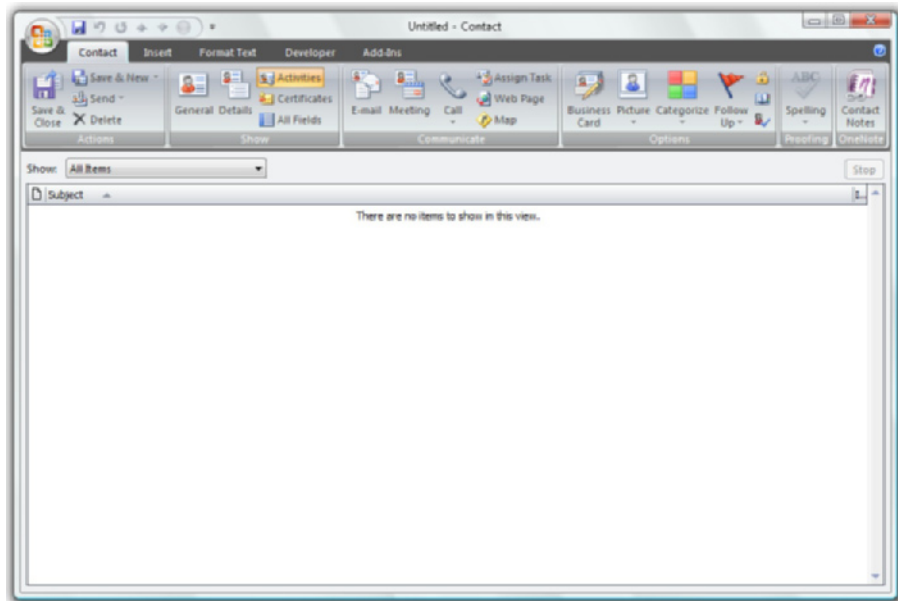 Untitled - Contact
Contact Insert Format Text Developer Add-Ins
Save & Close
Save & New
Send
Delete
Actions
General
Details
Activities
Certificates
All Fields
Show
E-mail
Meeting
Call
Assign Task
Web Page
Map
Communicate
Business Card
Picture
Categorize
Follow Up
Options
ABC
Spelling
Proofing
Contact Notes
OneNote
Show: All Items
Stop
Subject
There are no items to show in this view.